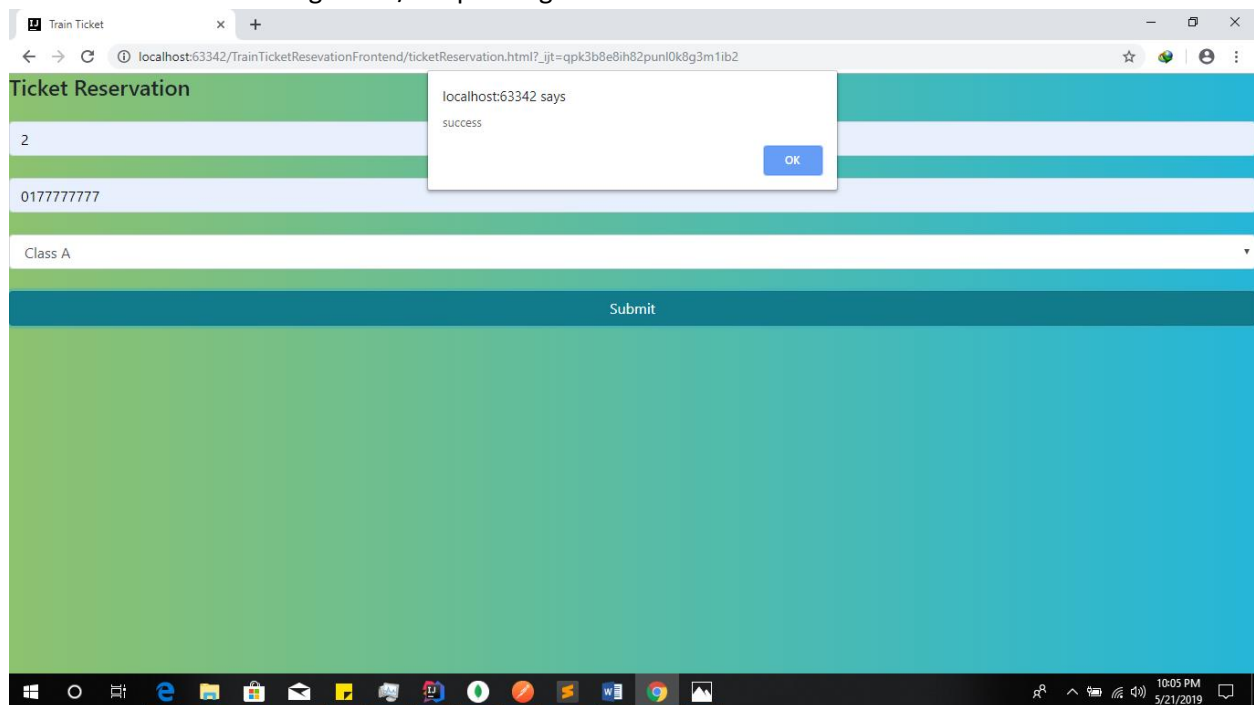 Train Ticket
localhost:63342/TrainTicketResevationFrontend/ticketReservation.html?_ijt=qpk3b8e8ih82punl0k8g3m1ib2
Ticket Reservation
localhost:63342 says
success
OK
2
0177777777
Class A
Submit
10:05 PM
5/21/2019